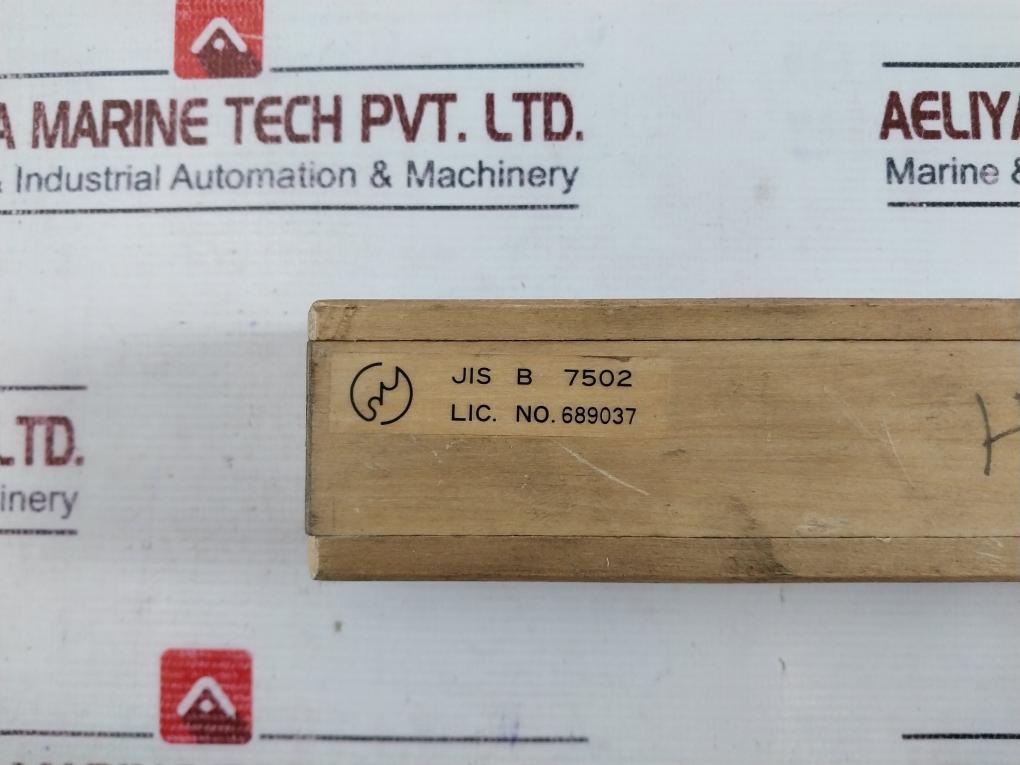 A MARINE TECH PVT. LTD.
& Industrial Automation & Machinery
AELIYA
Marine &
JIS B 7502
LIC. NO. 689037
LTD.
inery